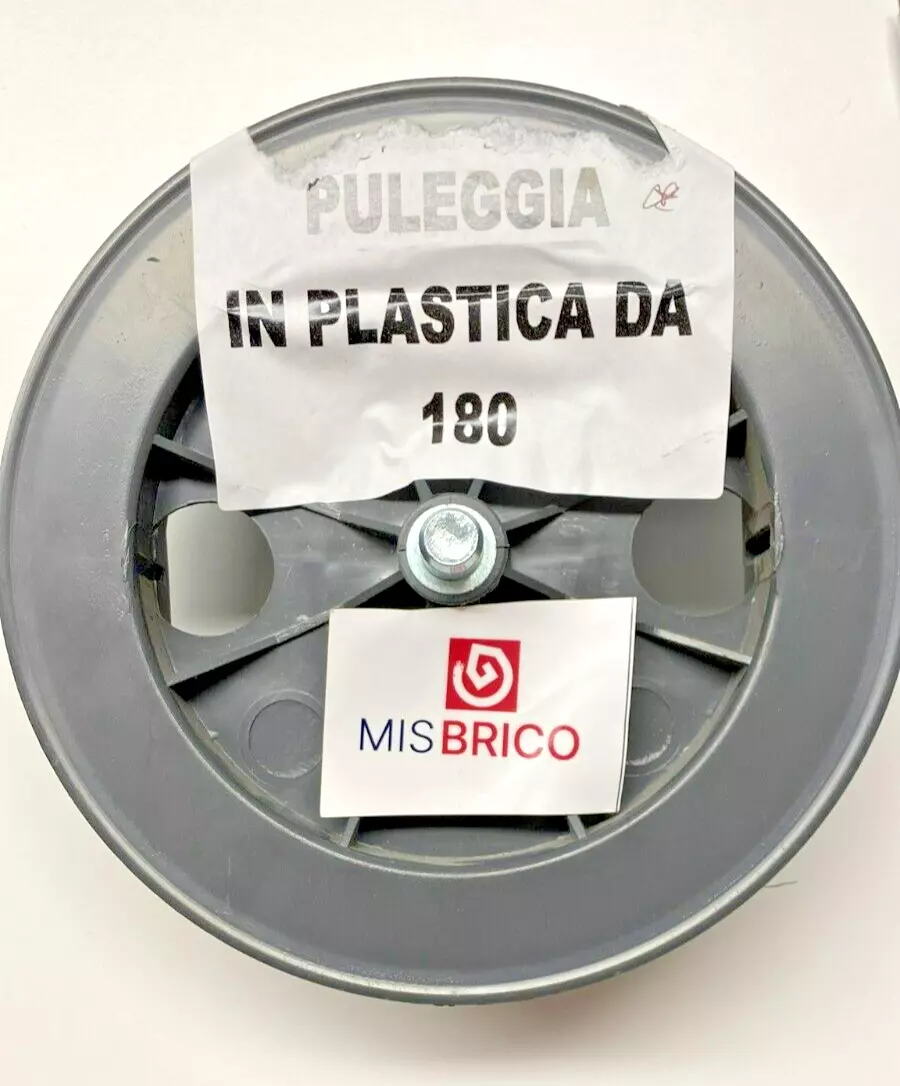 PULEGGIA
IN PLASTICA DA
180
MISBRICO